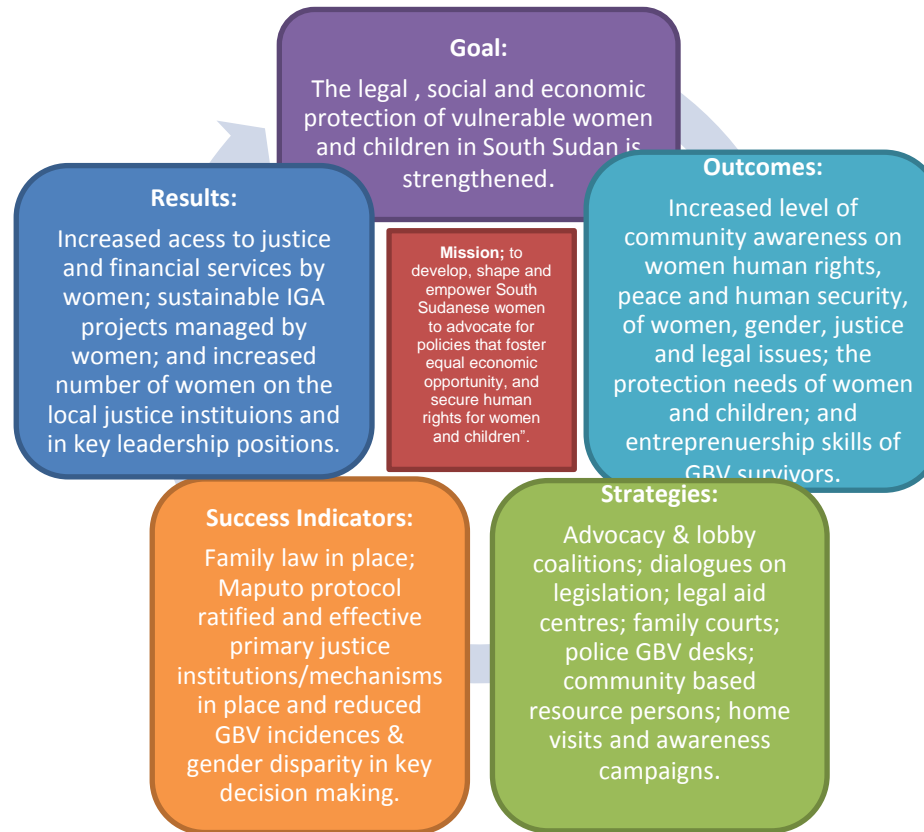 Goal:
The legal , social and economic
protection of vulnerable women
and children in South Sudan is
strengthened.
Outcomes:
Increased level of
community awareness on
women human rights,
peace and human security,
of women, gender, justice
and legal issues; the
protection needs of women
and children; and
entreprenuership skills of
GBV survivors.
Strategies:
Advocacy & lobby
coalitions; dialogues on
legislation; legal aid
centres; family courts;
police GBV desks;
community based
resource persons; home
visits and awareness
campaigns.
Success Indicators:
Family law in place;
Maputo protocol
ratified and effective
primary justice
institutions/mechanisms
in place and reduced
GBV incidences &
gender disparity in key
decision making.
Results:
Increased acess to justice
and financial services by
women; sustainable IGA
projects managed by
women; and increased
number of women on the
local justice instituions and
in key leadership positions.
Mission; to
develop, shape and
empower South
Sudanese women
to advocate for
policies that foster
equal economic
opportunity, and
secure human
rights for women
and children”.